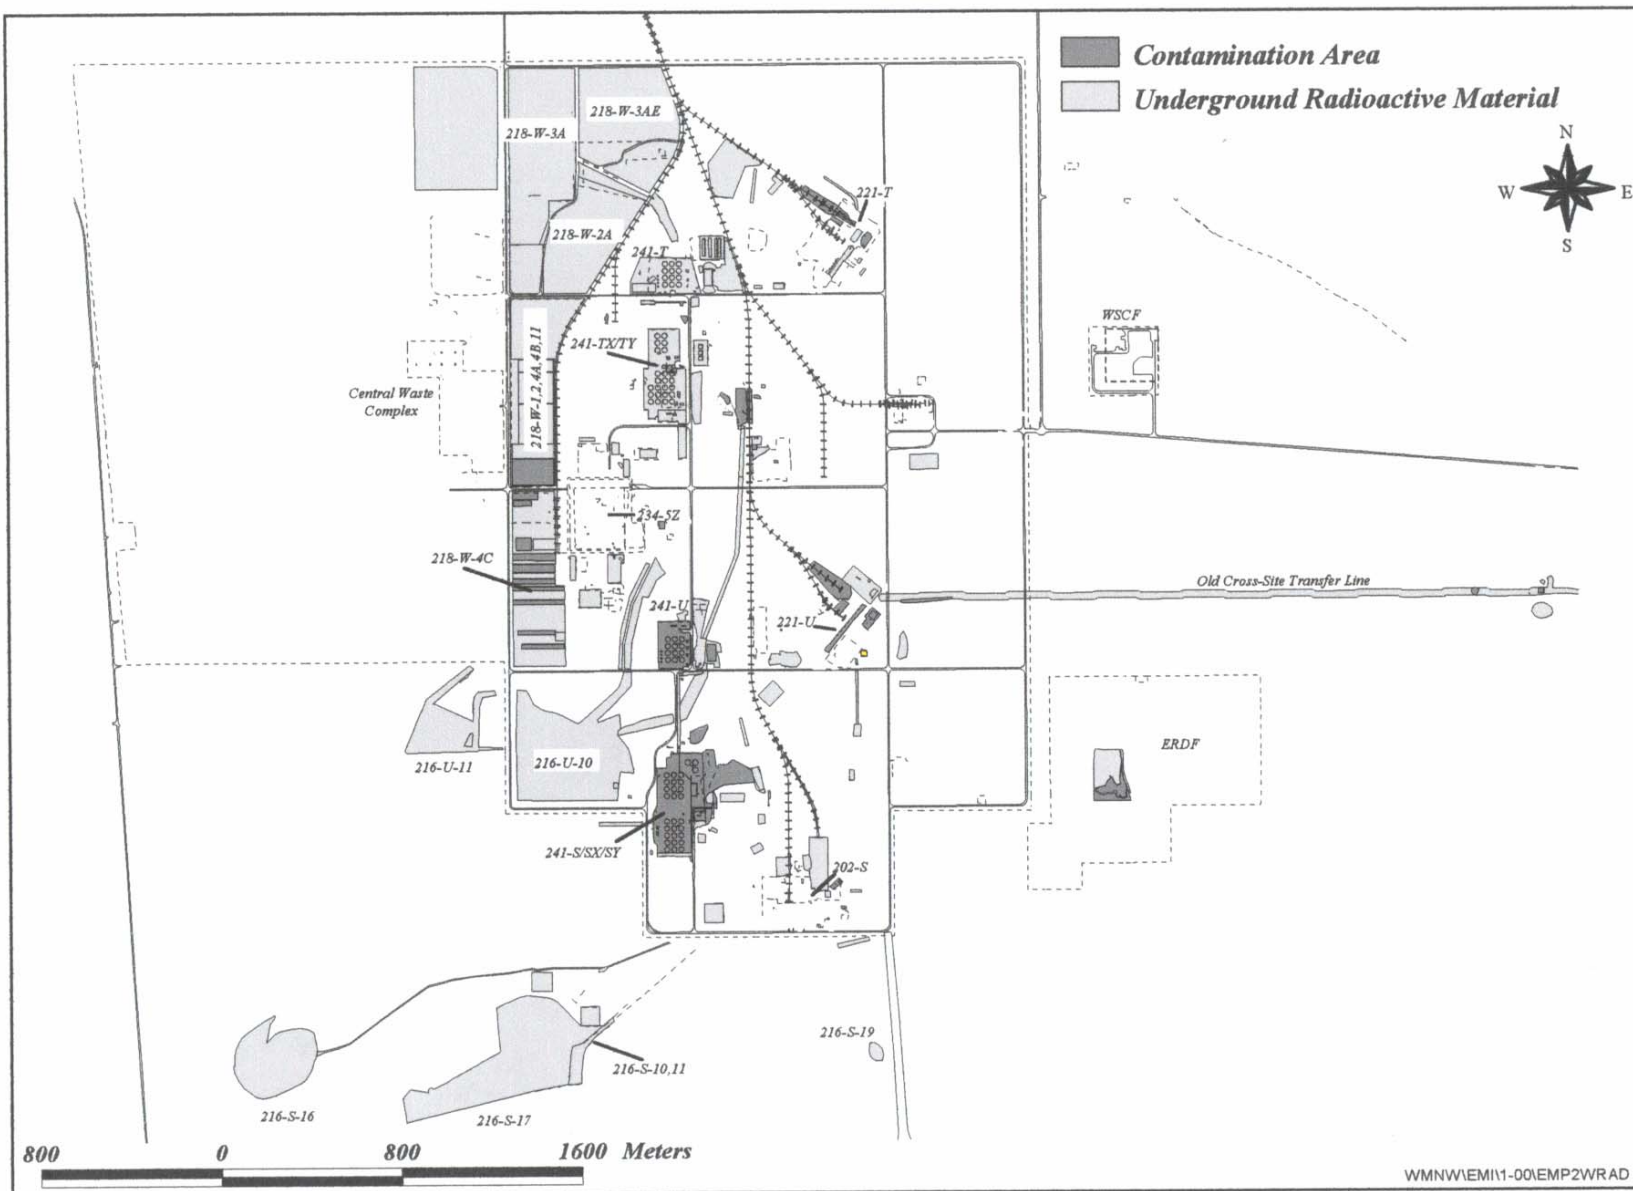 Contamination Area
Underground Radioactive Material
N
W
E
S
218-W-3AE
218-W-3A
221-T
218-W-2A
241-T
WSCF
241-TX/TY
218-W-1,2,4A,4B,11
Central Waste
Complex
234-5Z
218-W-4C
Old Cross-Site Transfer Line
241-U
221-U
216-U-11
216-U-10
ERDF
241-S/SX/SY
202-S
216-S-19
216-S-10,11
216-S-16
216-S-17
800
0
800
1600 Meters
WMNW\EMI\1-00\EMP2WRAD